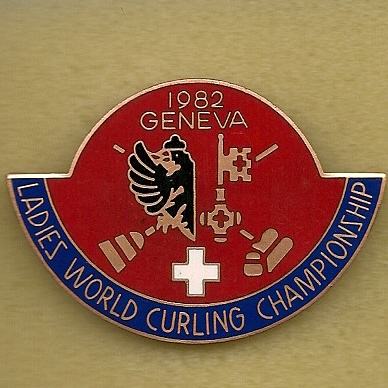 1982
GENEVA
LADIES WORLD CURLING CHAMPIONSHIP